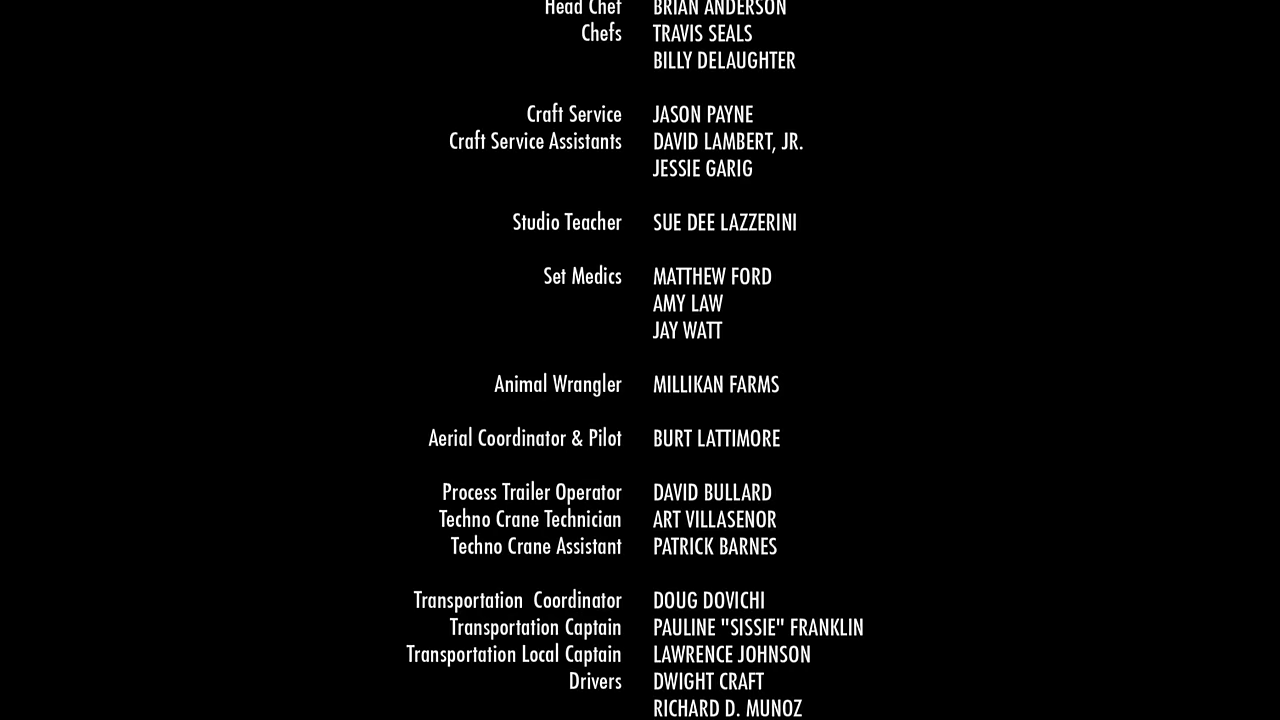 Head Chef BRIAN ANDERSON
Chefs TRAVIS SEALS
BILLY DELAUGHTER
Craft Service JASON PAYNE
Craft Service Assistants DAVID LAMBERT, JR.
JESSIE GARIG
Studio Teacher SUE DEE LAZZERINI
Set Medics MATTHEW FORD
AMY LAW
JAY WATT
Animal Wrangler MILLIKAN FARMS
Aerial Coordinator & Pilot BURT LATTIMORE
Process Trailer Operator DAVID BULLARD
Techno Crane Technician ART VILLASENOR
Techno Crane Assistant PATRICK BARNES
Transportation  Coordinator DOUG DOVICHI
Transportation Captain PAULINE "SISSIE" FRANKLIN
Transportation Local Captain LAWRENCE JOHNSON
Drivers DWIGHT CRAFT
RICHARD D. MUNOZ